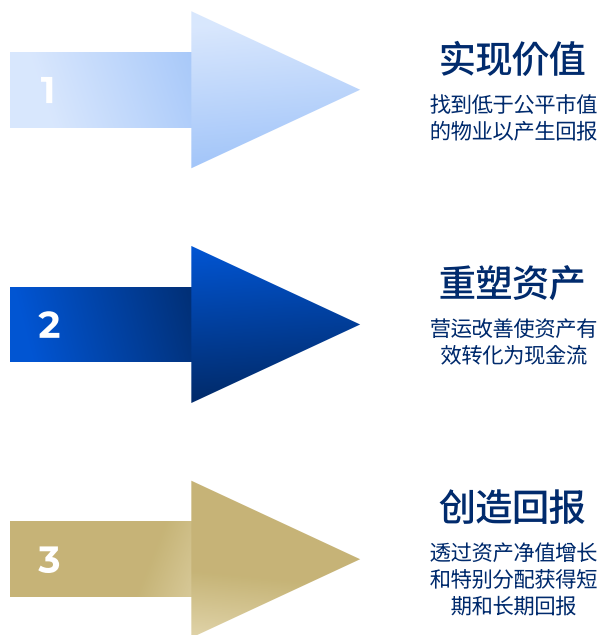 1
实现价值
找到低于公平市值
的物业以产生回报
2
重塑资产
营运改善使资产有
效转化为现金流
3
创造回报
透过资产净值增长
和特别分配获得短
期和长期回报